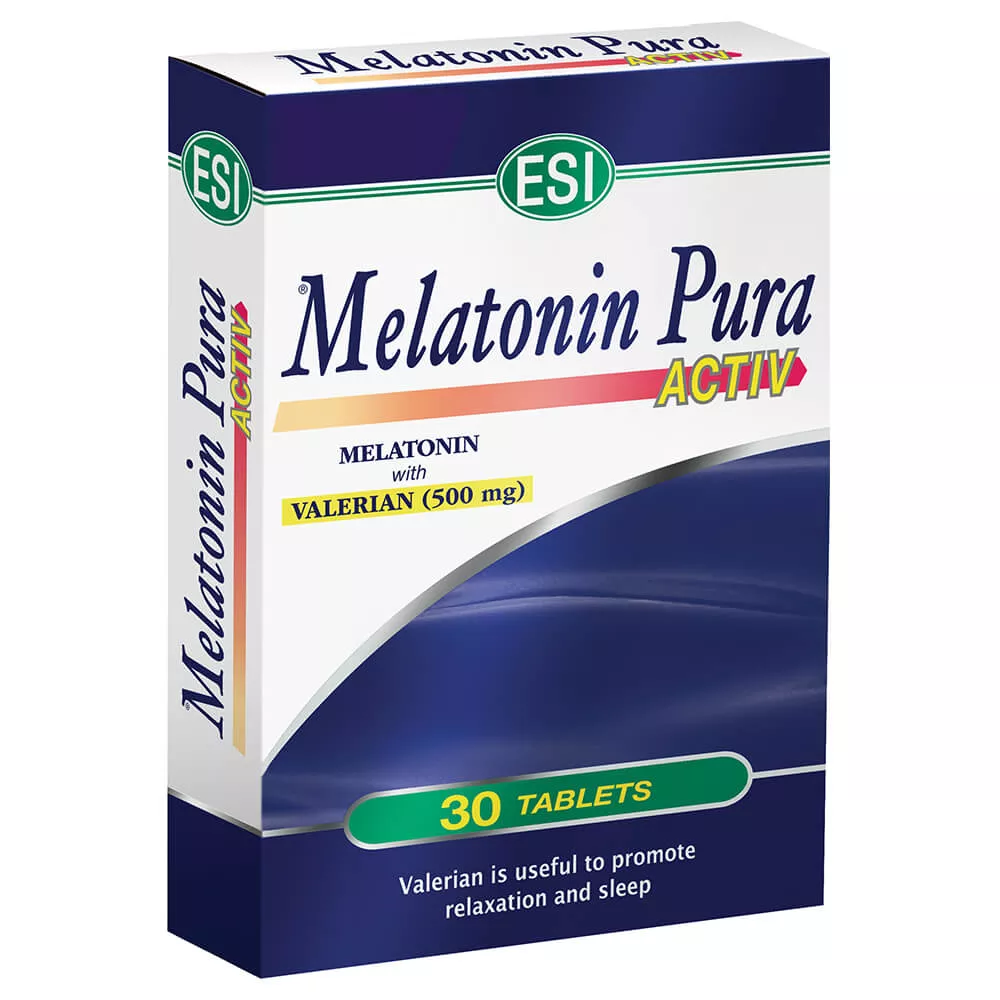 Melatonin Pura
ACTIV
ESI
® Melatonin Pura
ACTIV
MELATONIN
with
VALERIAN (500 mg)
30 TABLETS
Valerian is useful to promote
relaxation and sleep
ESI
® Melatonin Pura
ACTIV